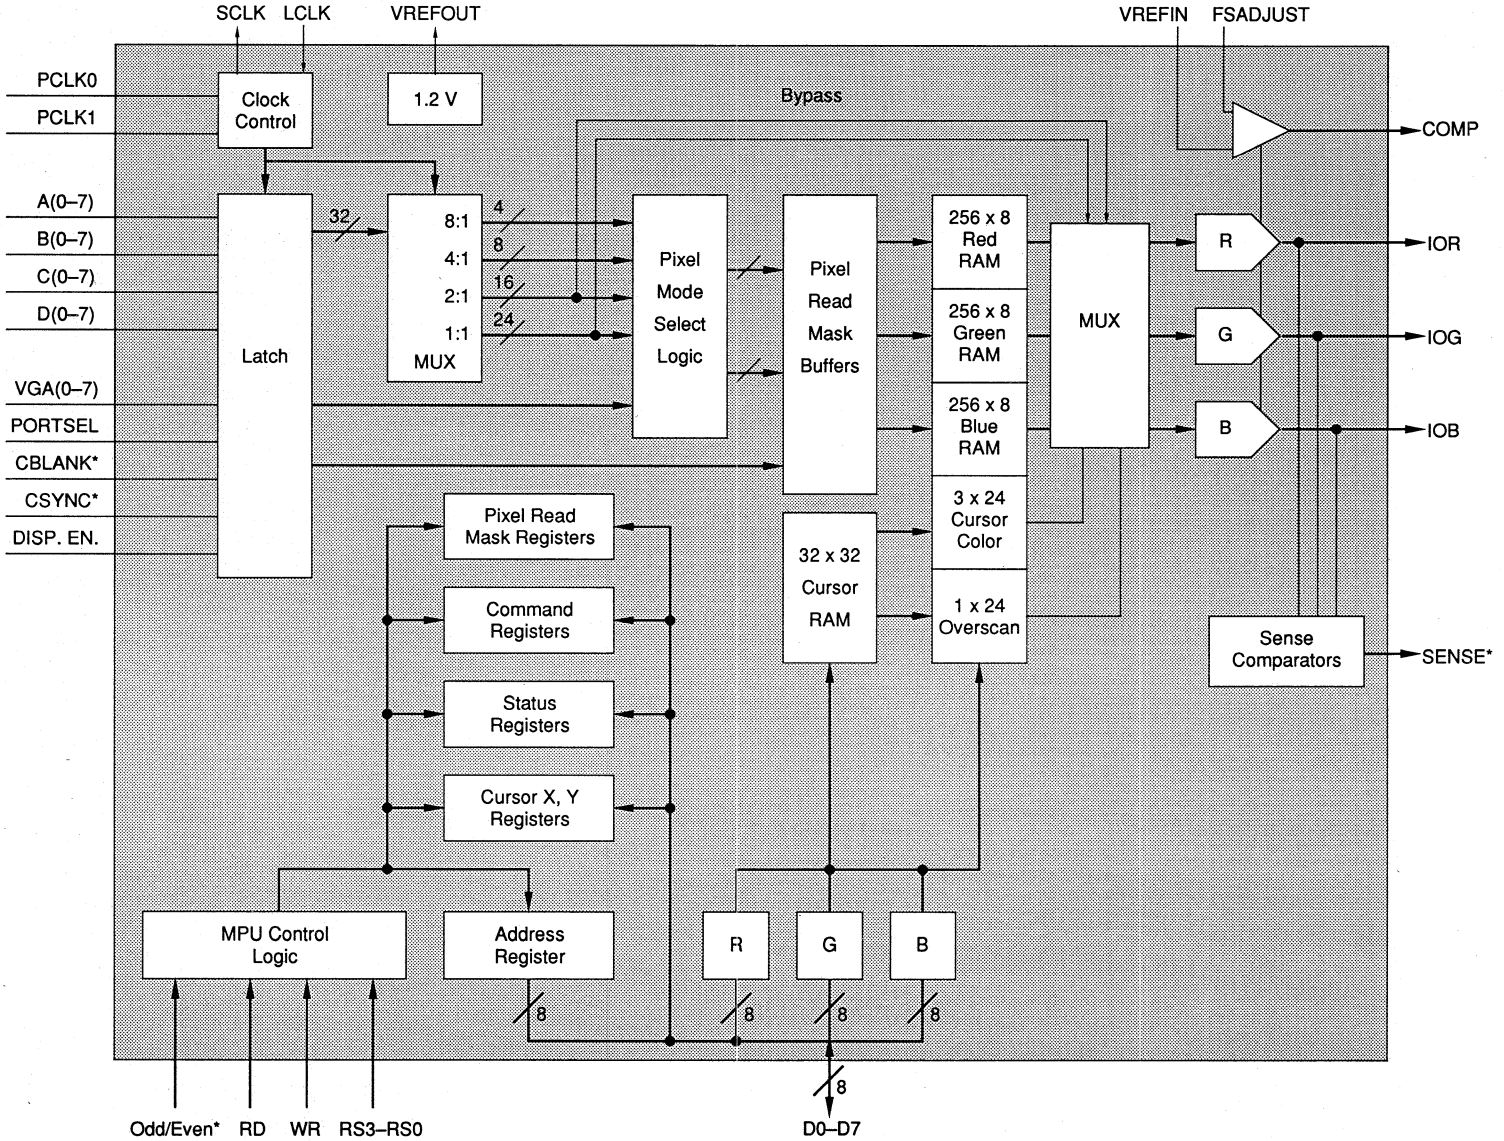 SCLK LCLK VREFOUT VREFIN FSADJUST
PCLK0
PCLK1
Clock
Control
1.2 V
Bypass
COMP
A(0–7)
B(0–7)
C(0–7)
D(0–7)
VGA(0–7)
PORTSEL
CBLANK*
CSYNC*
DISP. EN.
Latch
32
8:1
4:1
2:1
1:1
MUX
4
8
16
24
Pixel
Mode
Select
Logic
Pixel
Read
Mask
Buffers
256 x 8
Red
RAM
256 x 8
Green
RAM
256 x 8
Blue
RAM
3 x 24
Cursor
Color
1 x 24
Overscan
32 x 32
Cursor
RAM
MUX
R
G
B
IOR
IOG
IOB
Sense
Comparators
SENSE*
Pixel Read
Mask Registers
Command
Registers
Status
Registers
Cursor X, Y
Registers
MPU Control
Logic
Address
Register
R
G
B
8
8
8
8
8
Odd/Even* RD WR RS3–RS0
D0–D7